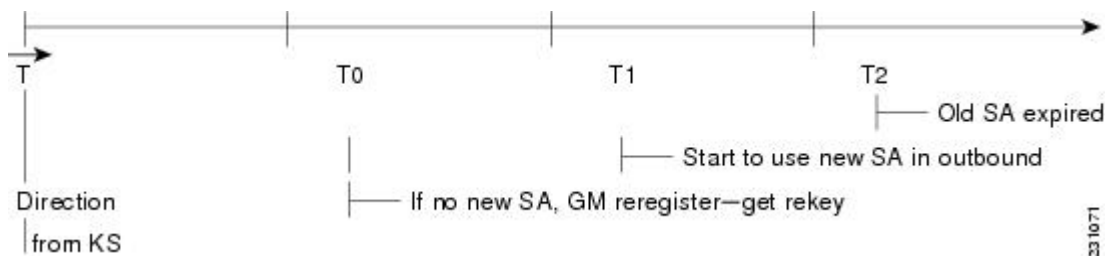 T T0 T1 T2
Old SA expired
Start to use new SA in outbound
Direction If no new SA, GM reregister—get rekey
from KS
231071